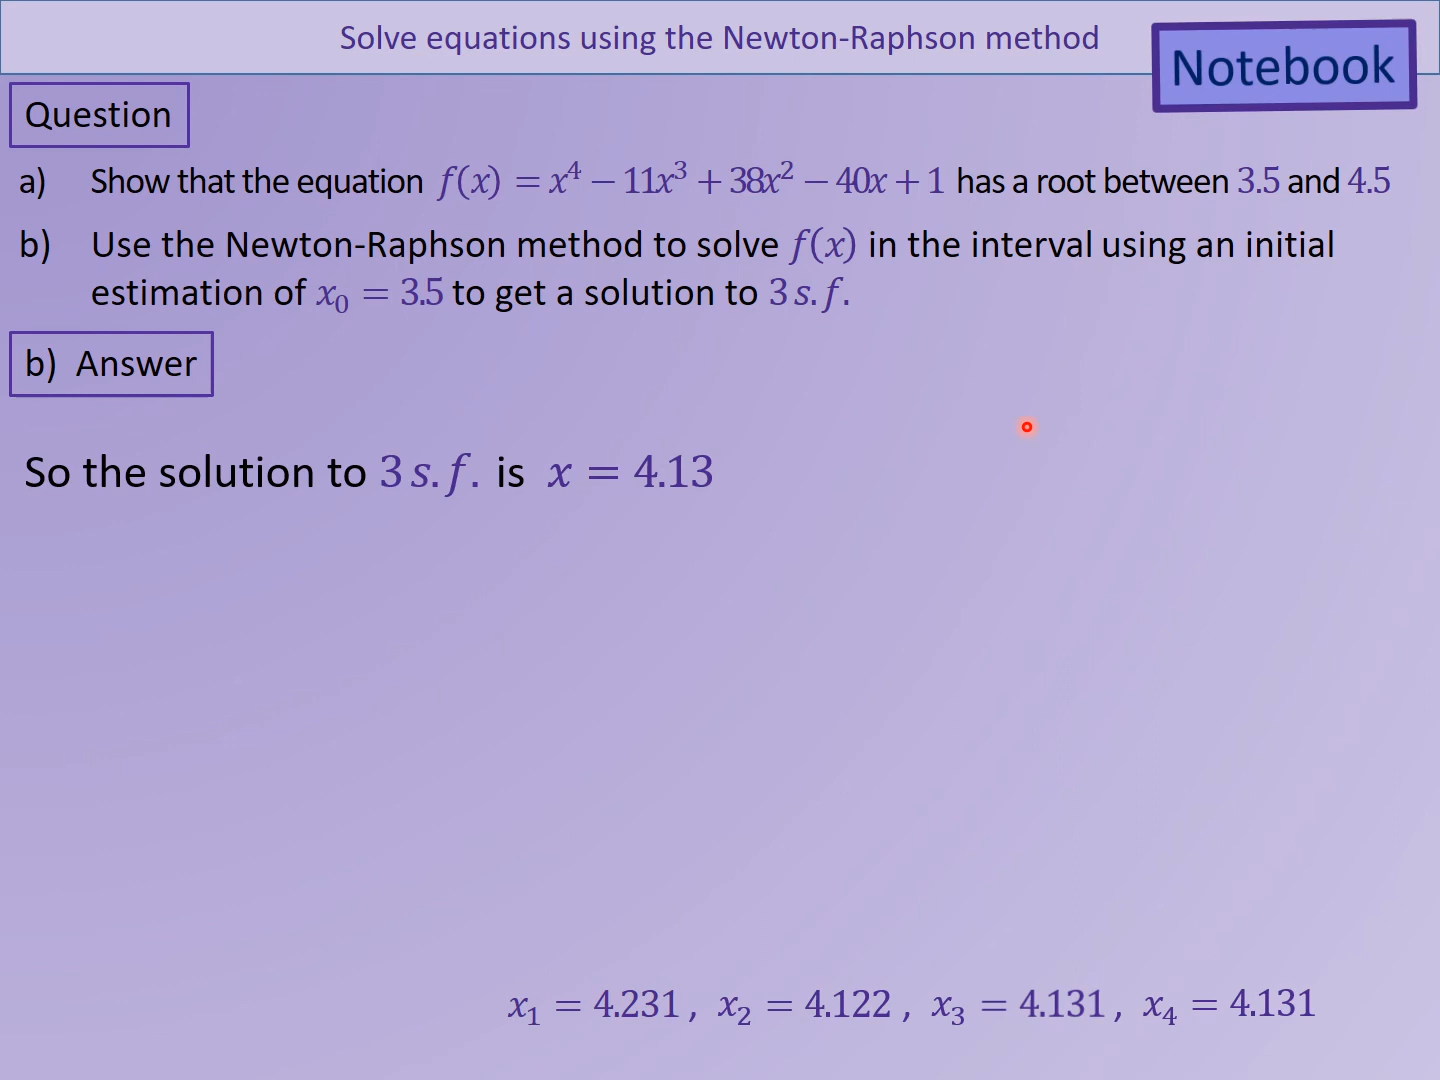 Solve equations using the Newton-Raphson method
Notebook
Question
a) Show that the equation f(x) = x⁴ − 11x³ + 38x² − 40x + 1 has a root between 3.5 and 4.5
b) Use the Newton-Raphson method to solve f(x) in the interval using an initial
estimation of x₀ = 3.5 to get a solution to 3 s.f.
b) Answer
So the solution to 3 s.f. is x = 4.13
x₁ = 4.231 , x₂ = 4.122 , x₃ = 4.131 , x₄ = 4.131